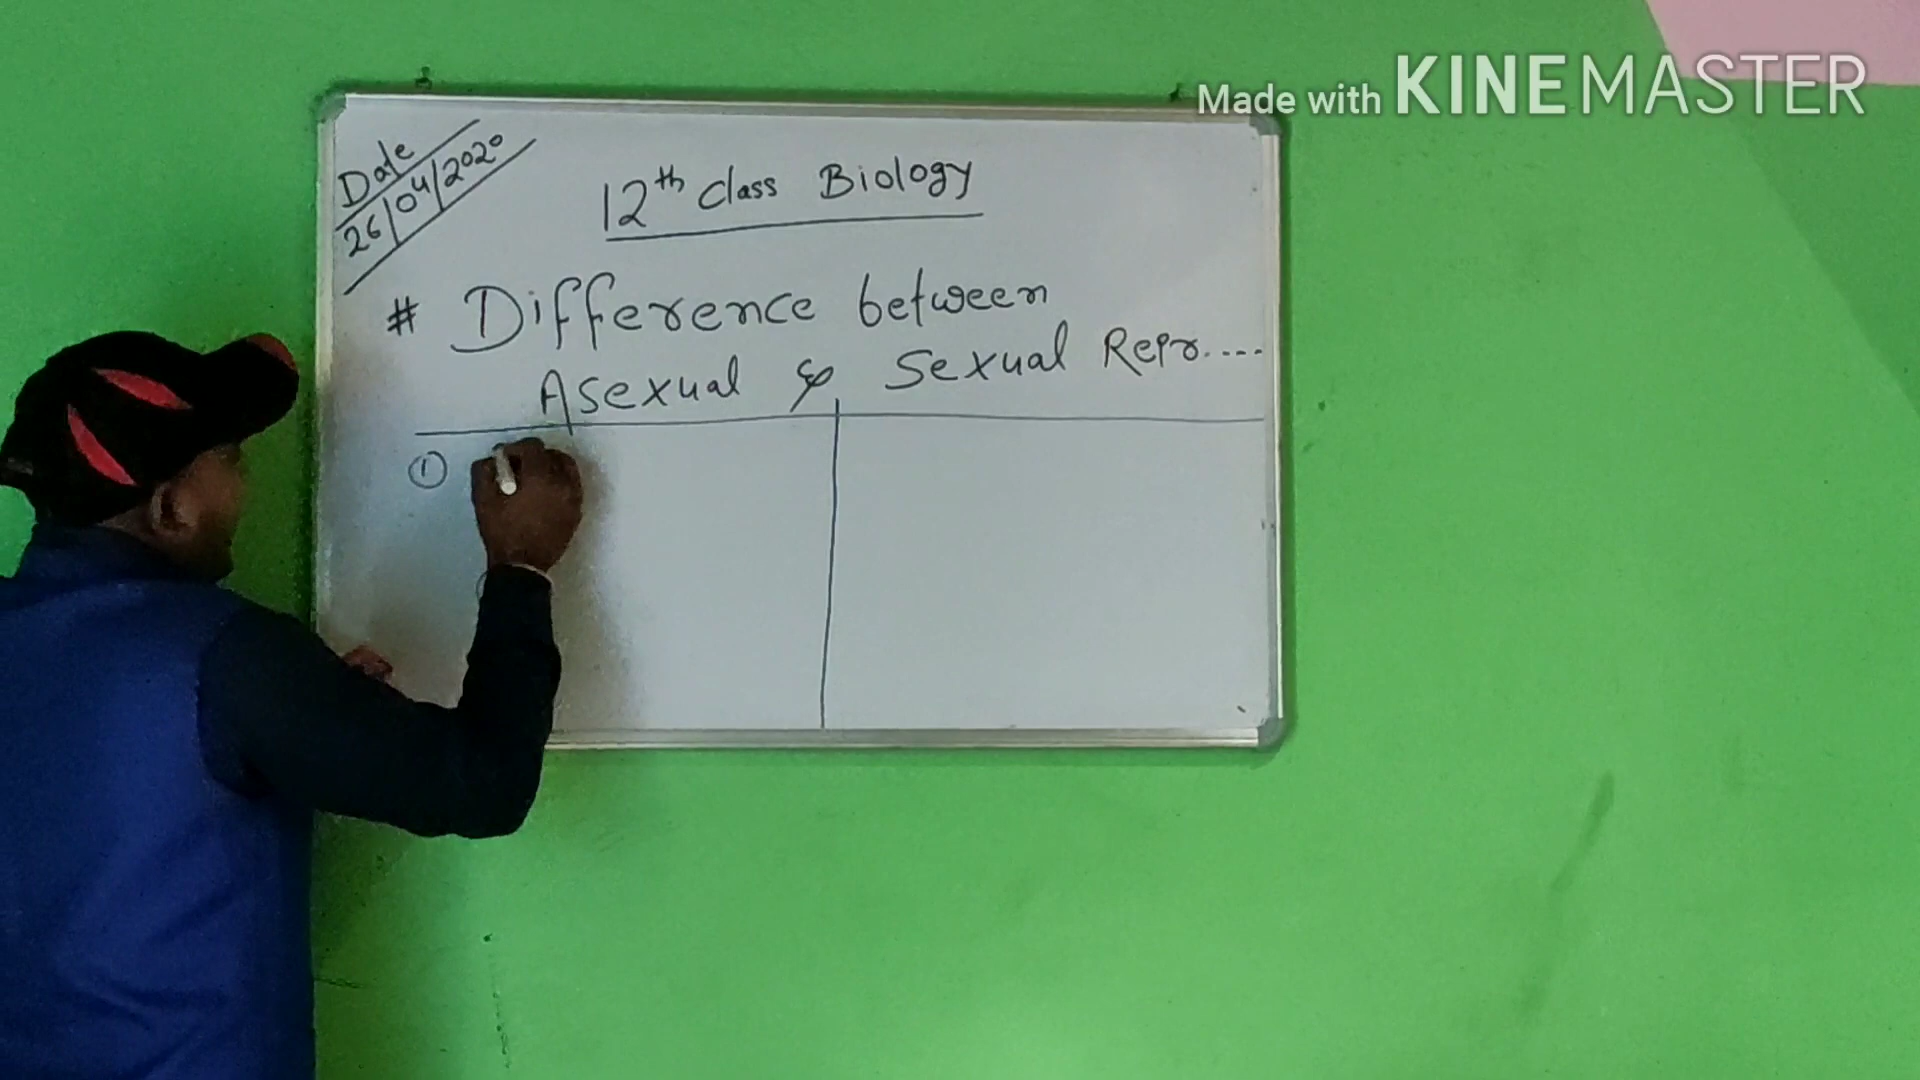 Made with KINEMASTER
Date
26/04/2020
12th Class Biology
# Difference between
Asexual & Sexual Repr....
①